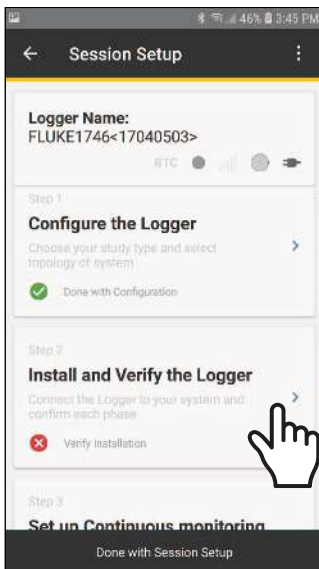 46% 3:45 PM
Session Setup
Logger Name:
FLUKE1746<17040503>
RTC
Step 1
Configure the Logger
Choose your study type and select
topology of system
Done with Configuration
Step 2
Install and Verify the Logger
Connect the Logger to your system and
confirm each phase
Verify Installation
Step 3
Set up Continuous monitoring
Done with Session Setup